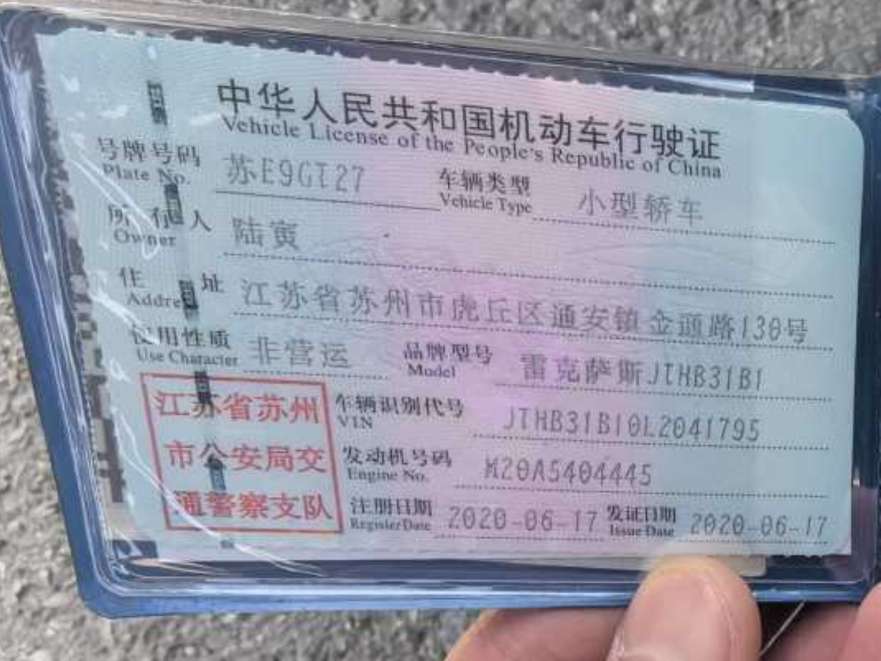 中华人民共和国机动车行驶证
Vehicle License of the People's Republic of China
号牌号码 苏E9GT27 车辆类型 小型轿车
Plate No. Vehicle Type
所有人 陆寅
Owner
住址 江苏省苏州市虎丘区通安镇金通路130号
Address
使用性质 非营运 品牌型号 雷克萨斯JTHB31B1
Use Character Model
江苏省苏州
市公安局交
通警察支队
车辆识别代号 JTHB31B10L2041795
VIN
发动机号码 M20A5404445
Engine No.
注册日期 2020-06-17 发证日期 2020-06-17
Register Date Issue Date